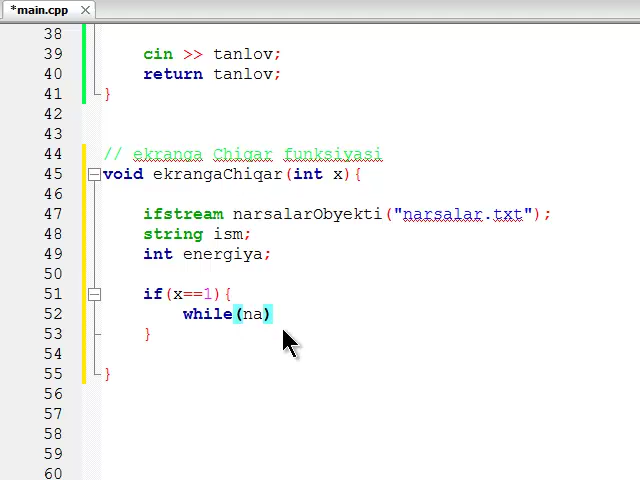 *main.cpp
38
39 cin >> tanlov;
40 return tanlov;
41 }
42
43
44 // ekranga Chiqar funksiyasi
45 void ekrangaChiqar(int x){
46
47 ifstream narsalarObyekti("narsalar.txt");
48 string ism;
49 int energiya;
50
51 if(x==1){
52 while(na)
53 }
54
55 }
56
57
58
59
60